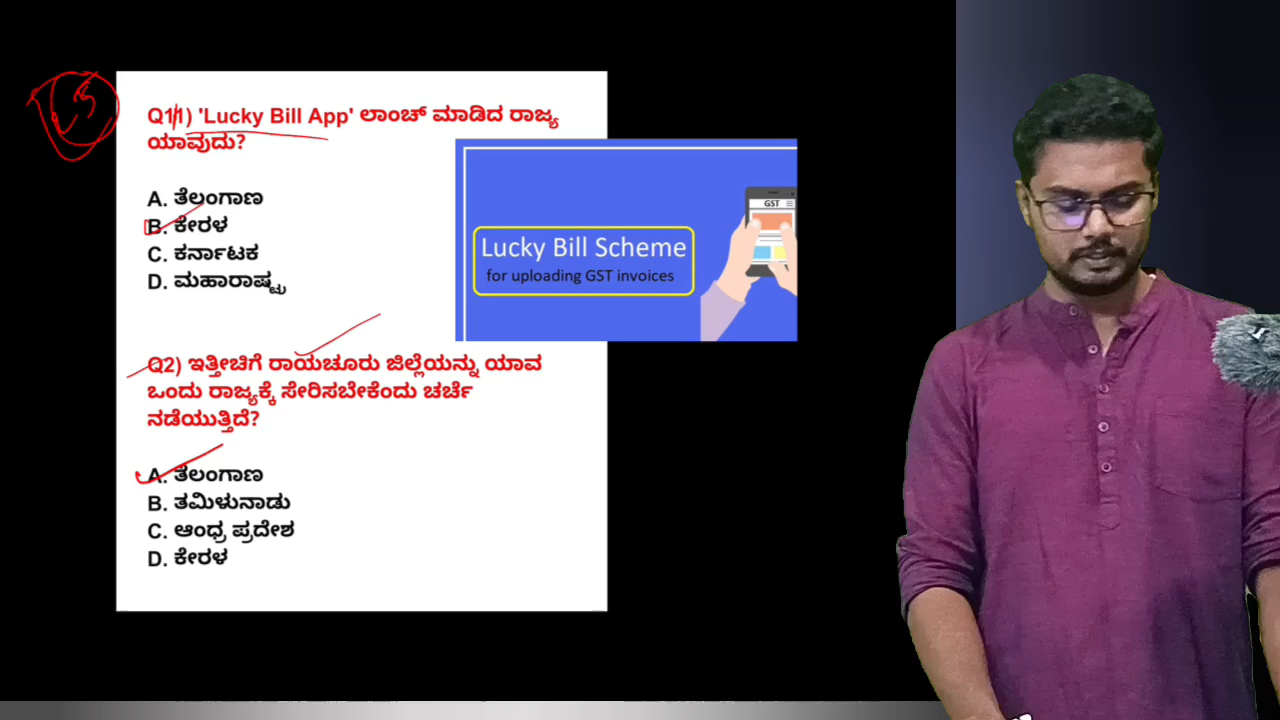 Q11) 'Lucky Bill App' ಲಾಂಚ್ ಮಾಡಿದ ರಾಜ್ಯ
ಯಾವುದು?
A. ತೆಲಂಗಾಣ
B. ಕೇರಳ
C. ಕರ್ನಾಟಕ
D. ಮಹಾರಾಷ್ಟ್ರ
GST
Lucky Bill Scheme
for uploading GST invoices
Q2) ಇತ್ತೀಚಿಗೆ ರಾಯಚೂರು ಜಿಲ್ಲೆಯನ್ನು ಯಾವ
ಒಂದು ರಾಜ್ಯಕ್ಕೆ ಸೇರಿಸಬೇಕೆಂದು ಚರ್ಚೆ
ನಡೆಯುತ್ತಿದೆ?
A. ತೆಲಂಗಾಣ
B. ತಮಿಳುನಾಡು
C. ಆಂಧ್ರ ಪ್ರದೇಶ
D. ಕೇರಳ